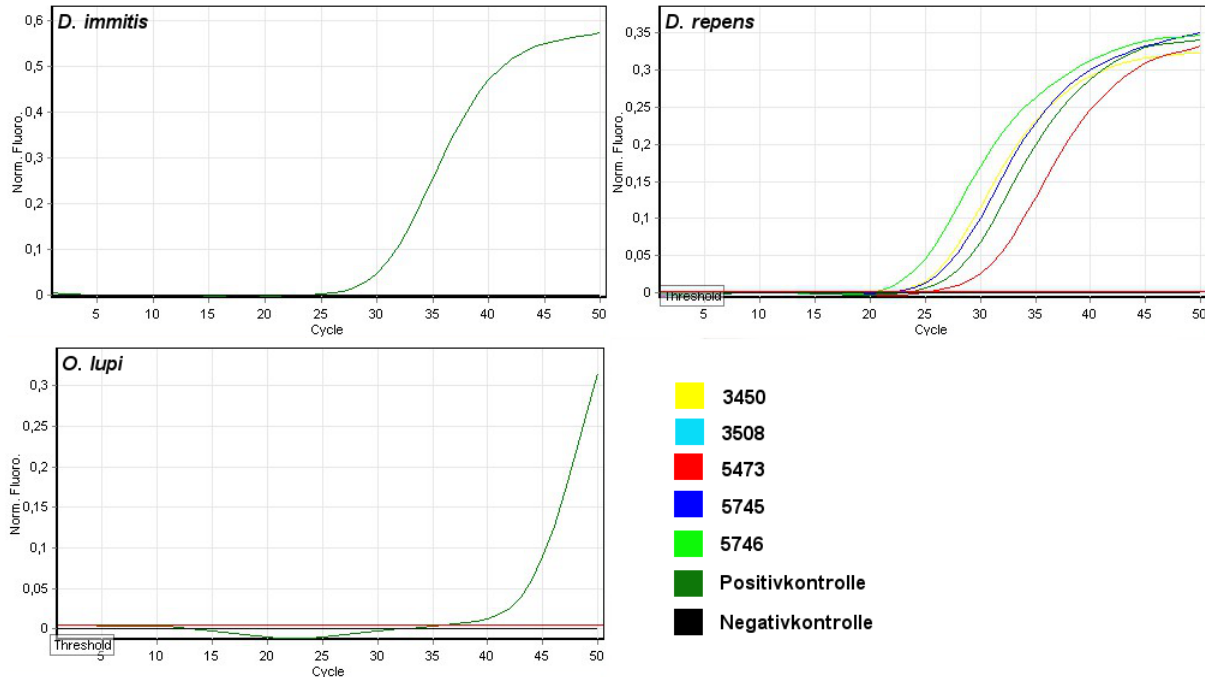 D. immitis
Norm. Fluoro.
0,6
0,5
0,4
0,3
0,2
0,1
0
5 10 15 20 25 30 35 40 45 50
Cycle
D. repens
Norm. Fluoro.
0,35
0,3
0,25
0,2
0,15
0,1
0,05
0
Threshold
5 10 15 20 25 30 35 40 45 50
Cycle
O. lupi
Norm. Fluoro.
0,3
0,25
0,2
0,15
0,1
0,05
0
Threshold
5 10 15 20 25 30 35 40 45 50
Cycle
3450
3508
5473
5745
5746
Positivkontrolle
Negativkontrolle